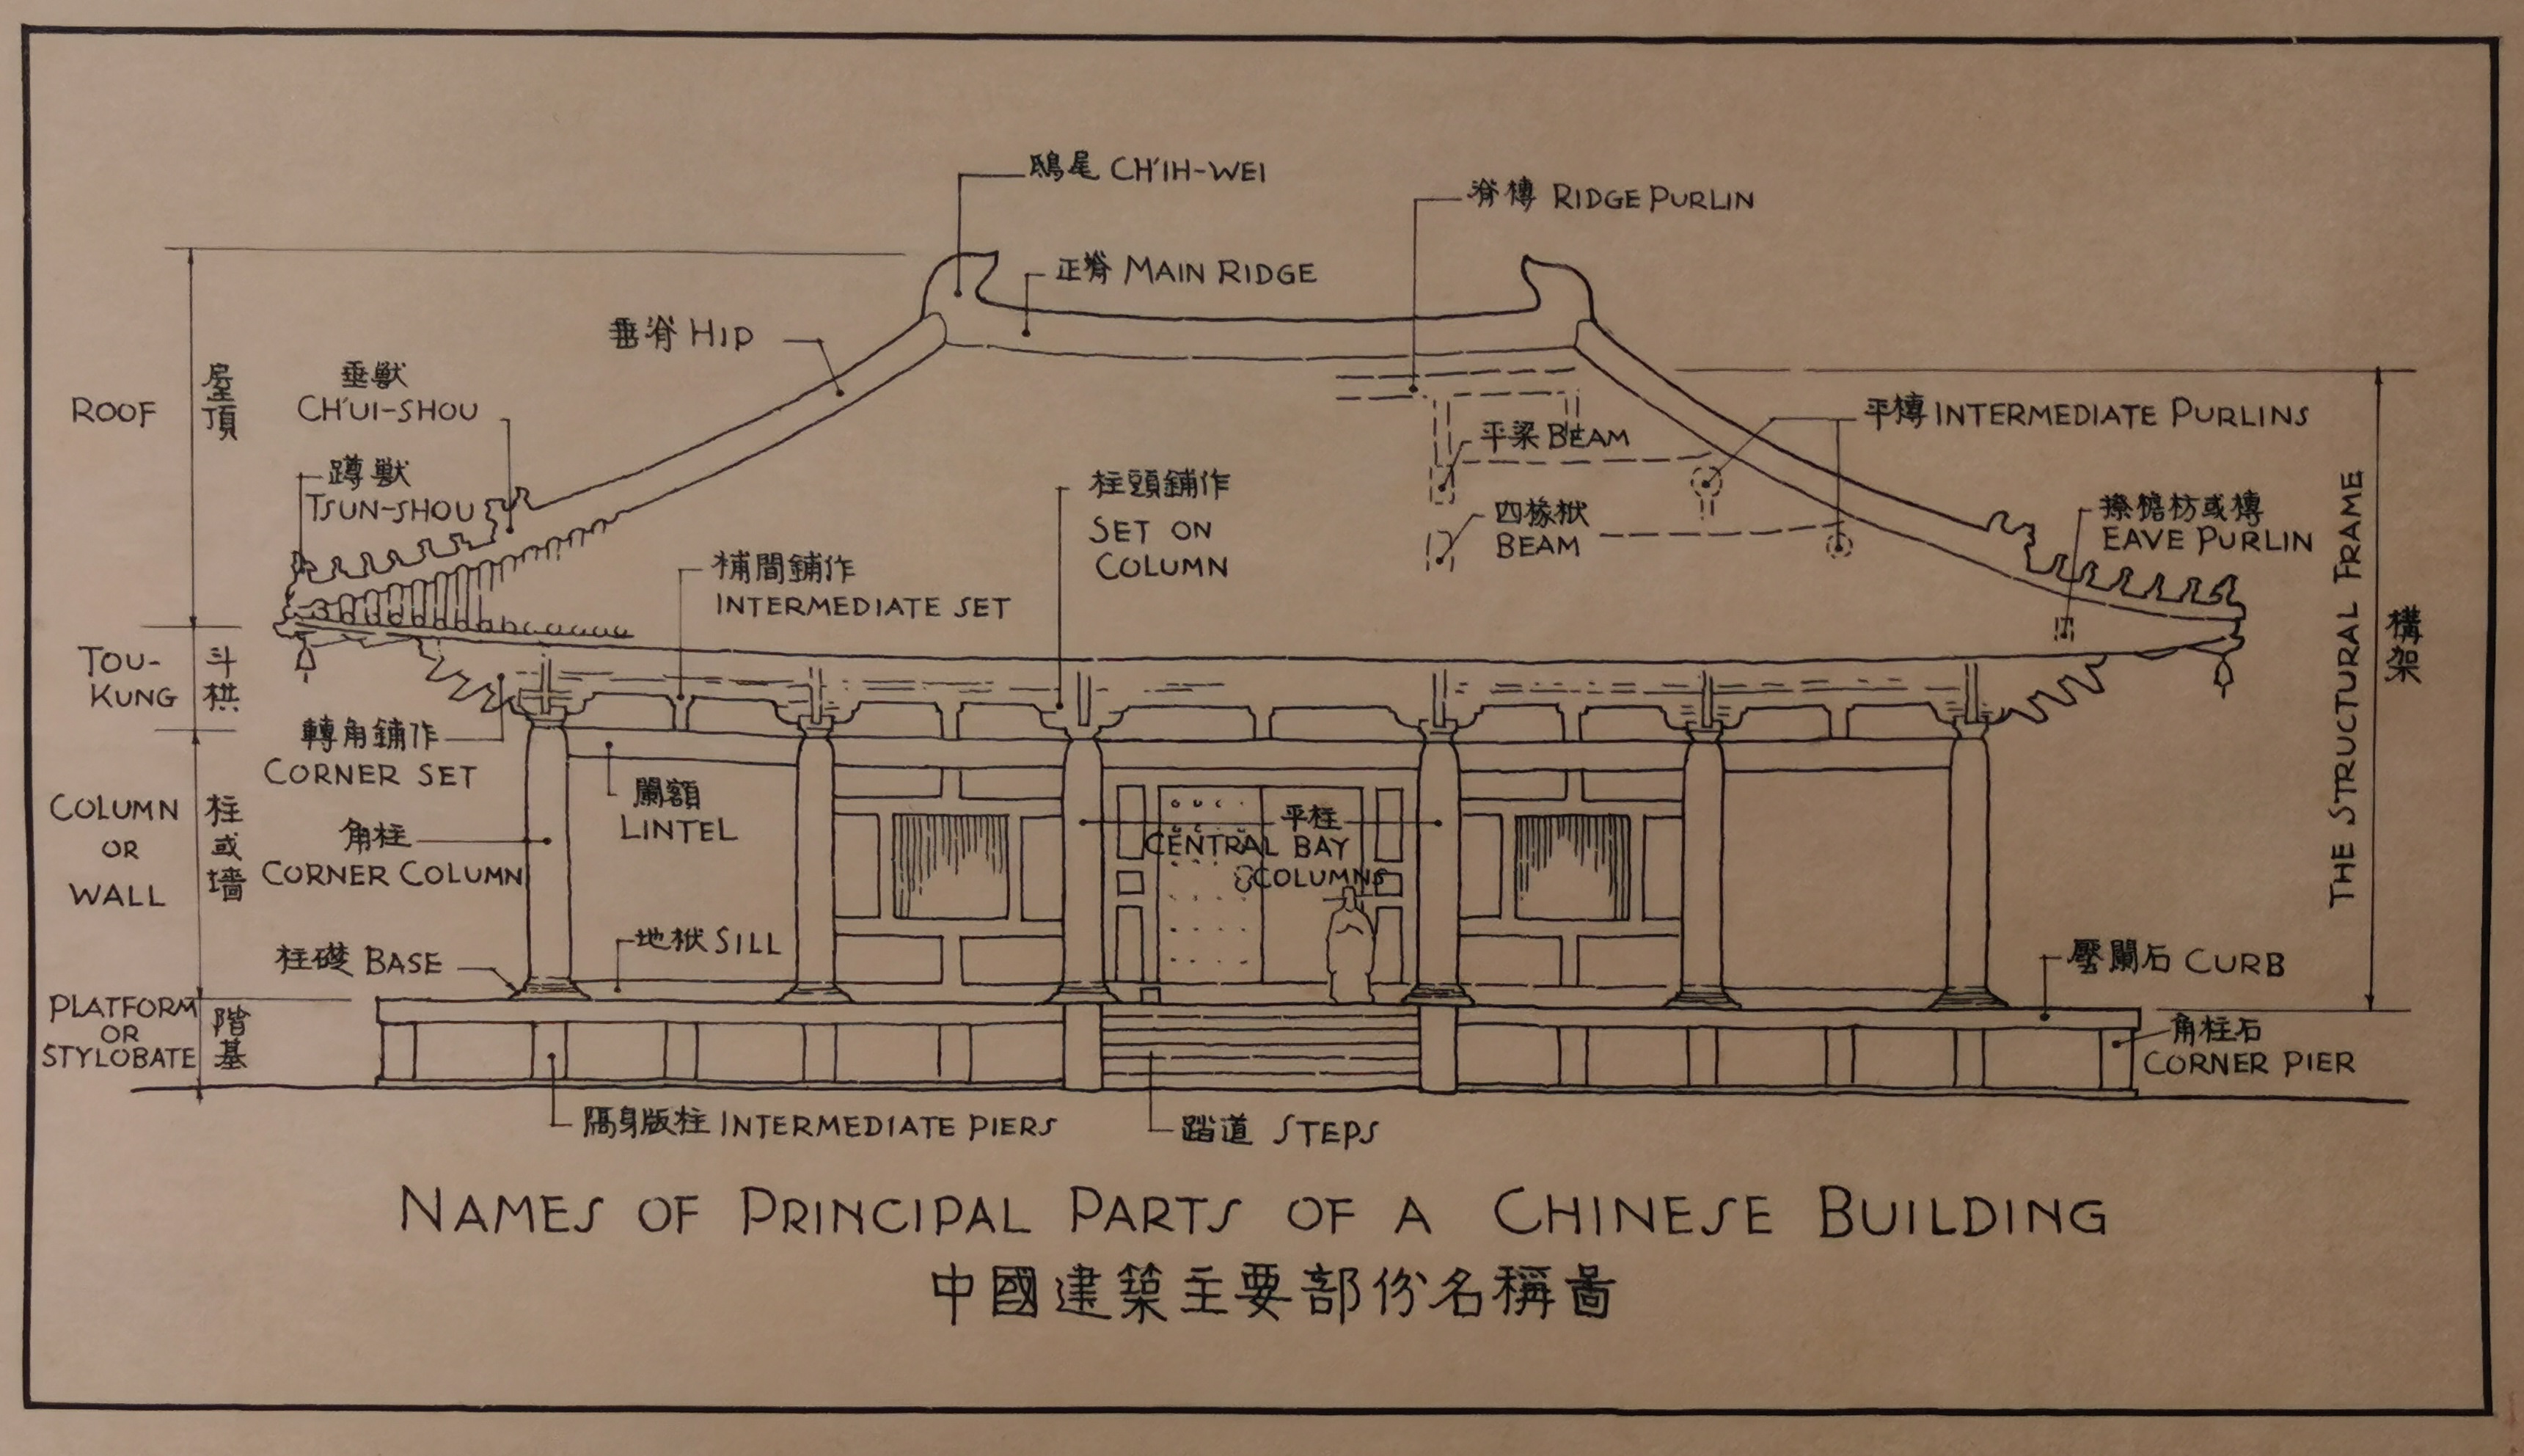 鴟尾 CH'IH-WEI
脊槫 RIDGE PURLIN
正脊 MAIN RIDGE
垂脊 HIP
垂獸
CH'UI-SHOU
蹲獸
TSUN-SHOU
ROOF
屋頂
平槫 INTERMEDIATE PURLINS
平梁 BEAM
四椽栿
BEAM
柱頭鋪作
SET ON
COLUMN
補間鋪作
INTERMEDIATE SET
撩檐枋或槫
EAVE PURLIN
THE STRUCTURAL FRAME
構架
TOU-
KUNG
斗栱
轉角鋪作
CORNER SET
闌額
LINTEL
COLUMN
OR
WALL
柱或墻
角柱
CORNER COLUMN
平柱
CENTRAL BAY
COLUMNS
地栿 SILL
柱礎 BASE
壓闌石 CURB
PLATFORM
OR
STYLOBATE
階基
角柱石
CORNER PIER
隔身版柱 INTERMEDIATE PIERS
踏道 STEPS
NAMES OF PRINCIPAL PARTS OF A CHINESE BUILDING
中國建築主要部份名稱圖